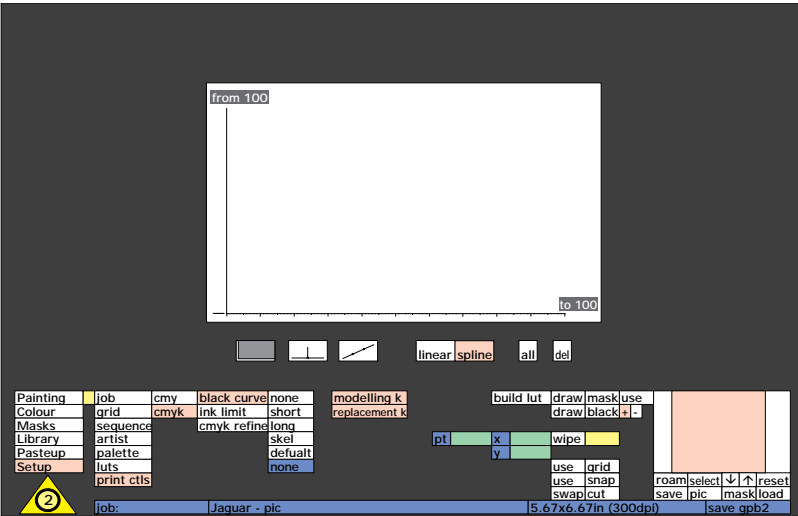 from 100
to 100
linear spline all del
Painting job cmy black curve none modelling k build lut draw mask use
Colour grid cmyk ink limit short replacement k draw black + -
Masks sequence cmyk refine long
Library artist skel pt x wipe
Pasteup palette defualt y
Setup luts none use grid
print ctls use snap roam select ↓ ↑ reset
swap cut save pic mask load
2
job: Jaguar - pic 5.67x6.67in (300dpi) save gpb2